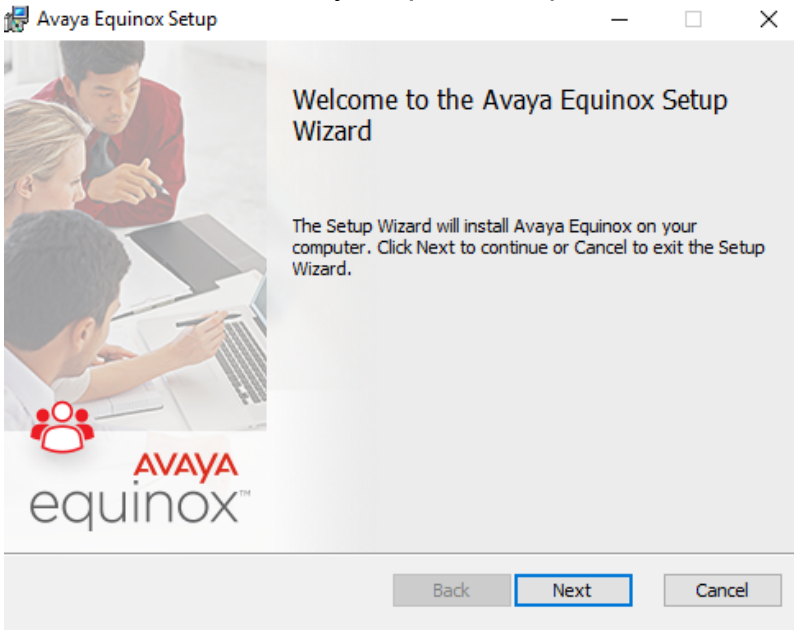 Avaya Equinox Setup
Welcome to the Avaya Equinox Setup
Wizard
The Setup Wizard will install Avaya Equinox on your
computer. Click Next to continue or Cancel to exit the Setup
Wizard.
AVAYA
equinox™
Back Next Cancel